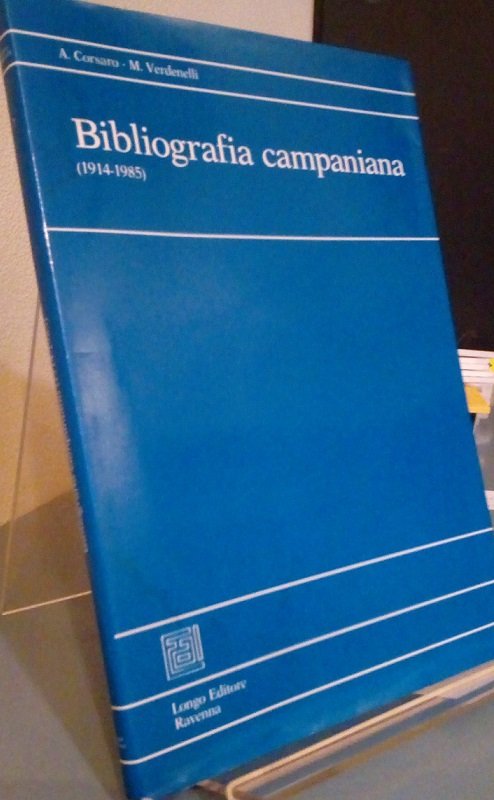 A. Corsaro - M. Verdenelli
Bibliografia campaniana
(1914-1985)
Longo Editore
Ravenna